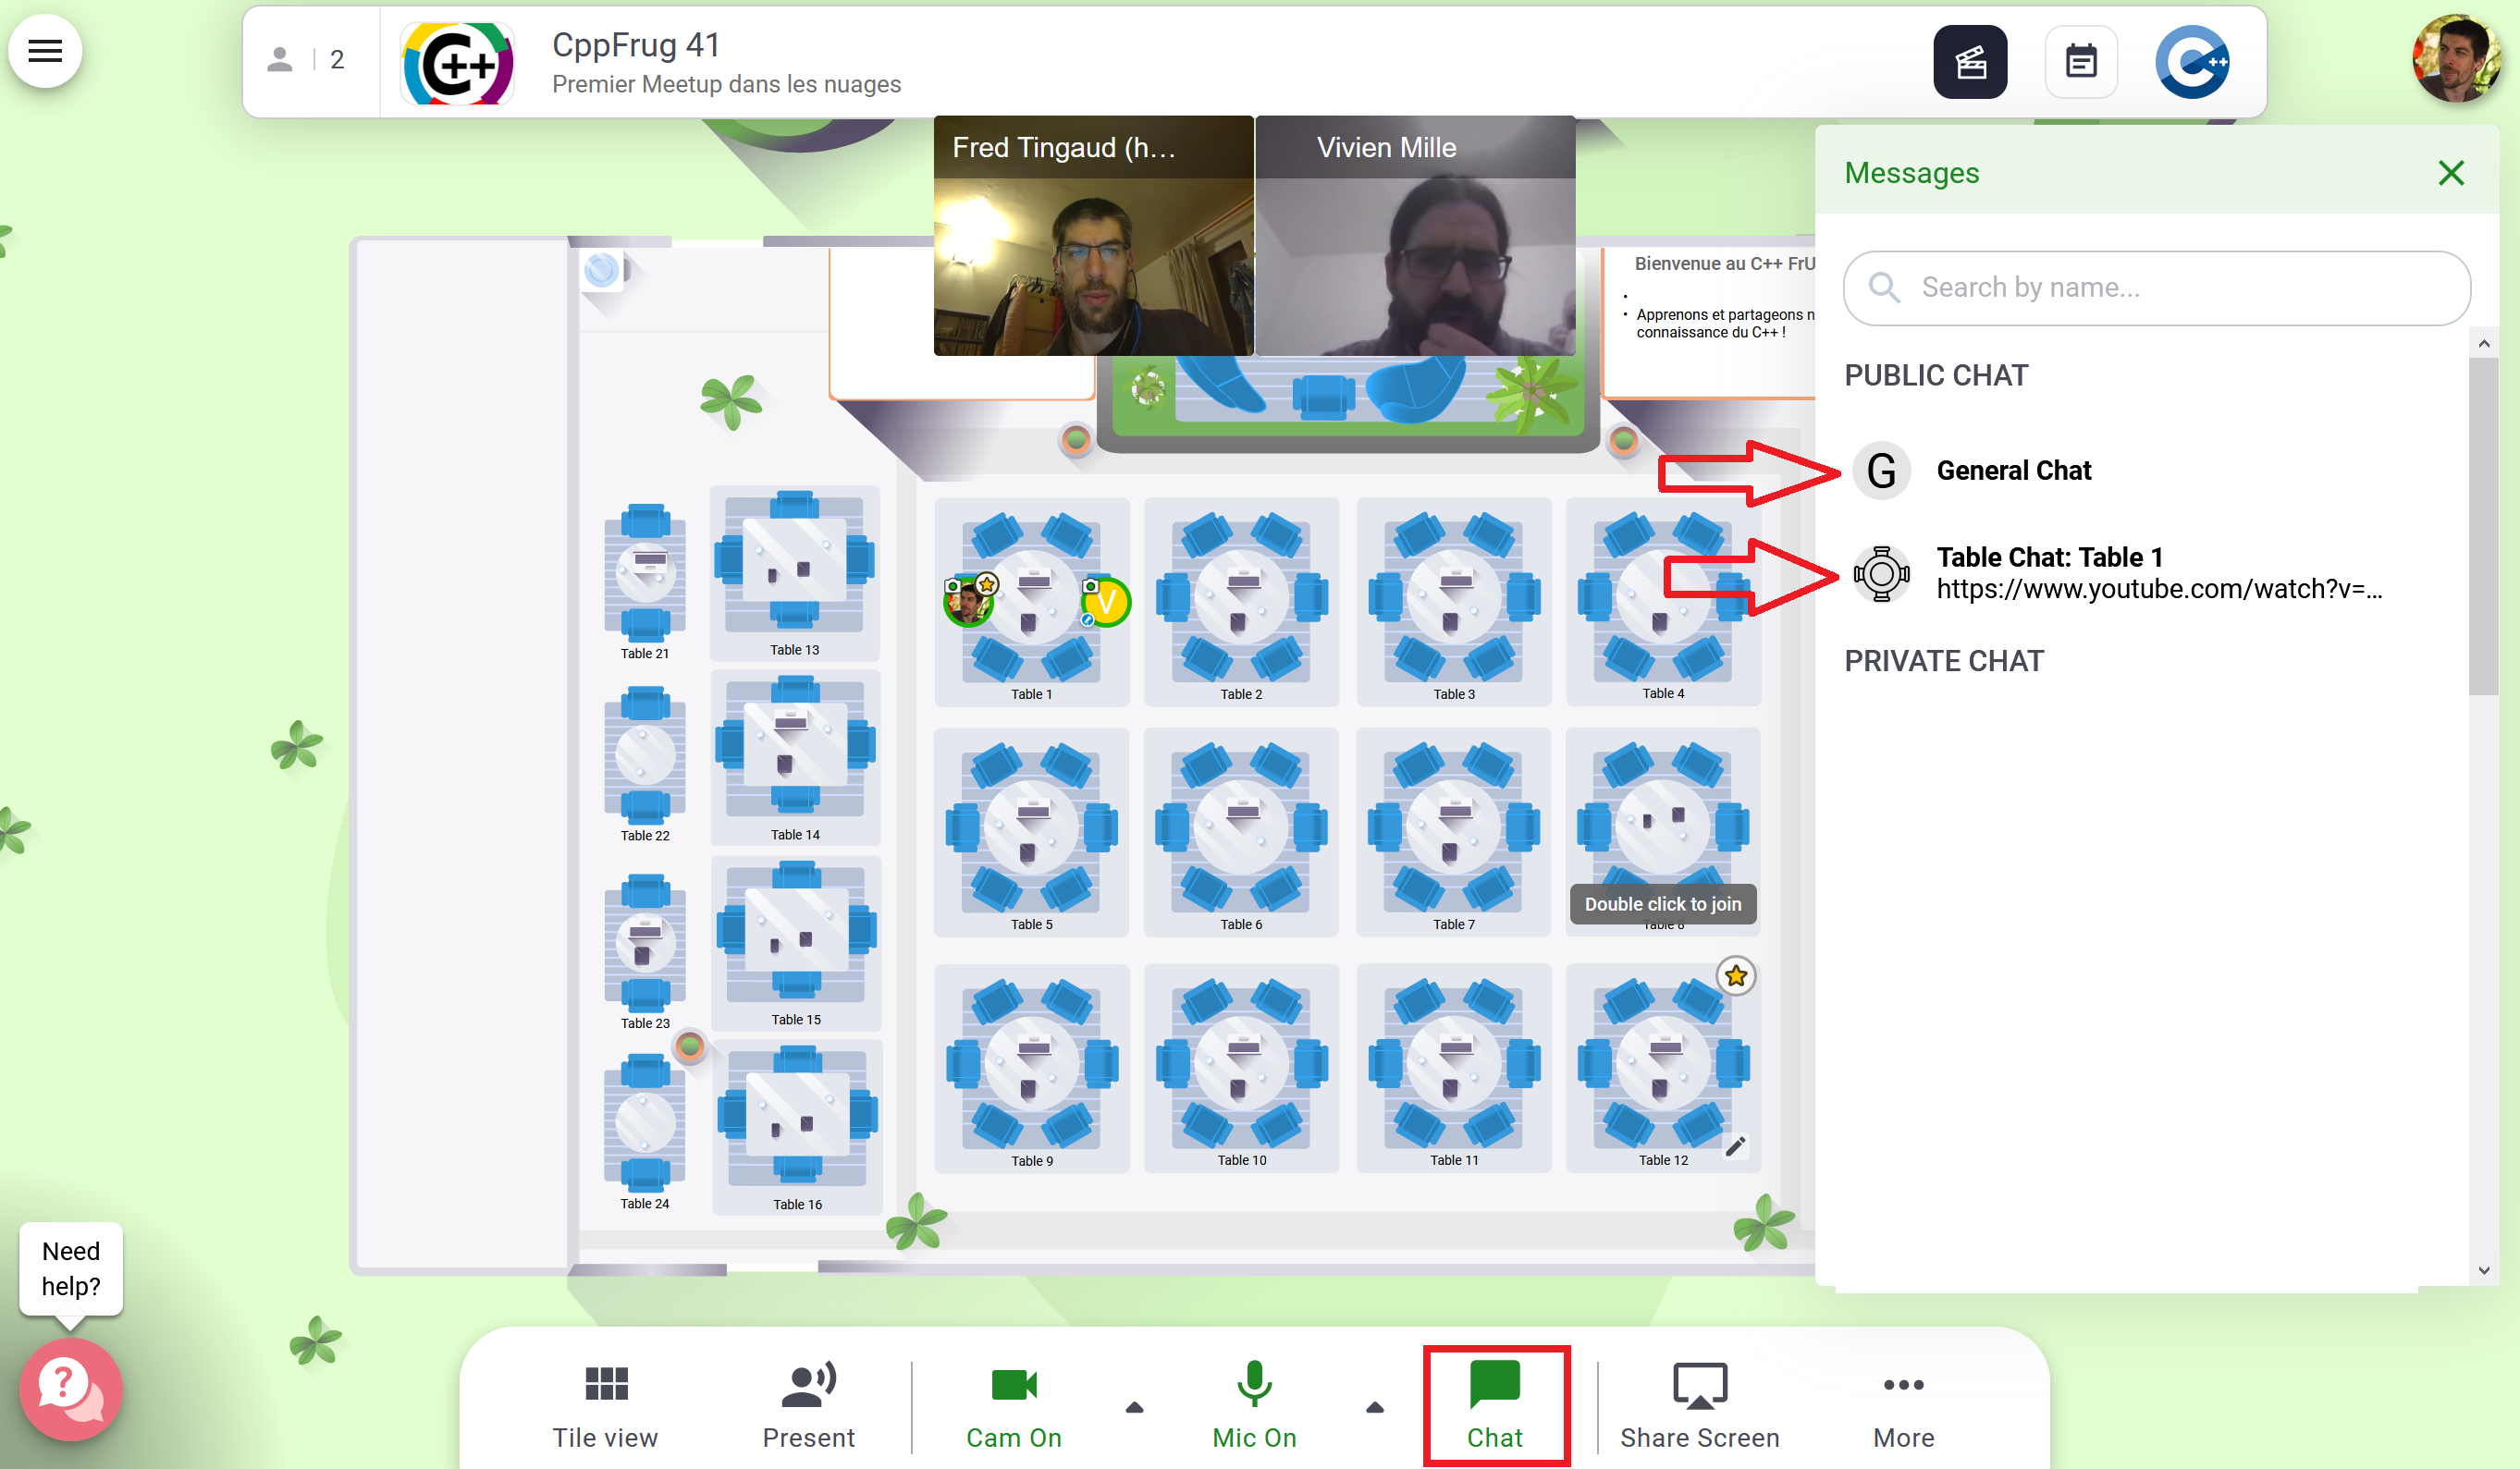 2
C++
CppFrug 41
Premier Meetup dans les nuages
C++
Fred Tingaud (h...
Vivien Mille
Messages
Search by name...
PUBLIC CHAT
G
General Chat
Table Chat: Table 1
https://www.youtube.com/watch?v=...
PRIVATE CHAT
Bienvenue au C++ FrU
Apprenons et partageons n
connaissance du C++ !
V
Table 21
Table 13
Table 1
Table 2
Table 3
Table 4
Table 22
Table 14
Table 5
Table 6
Table 7
Double click to join
Table 8
Table 23
Table 15
Table 9
Table 10
Table 11
Table 12
Table 24
Table 16
Need
help?
?
Tile view
Present
Cam On
Mic On
Chat
Share Screen
More